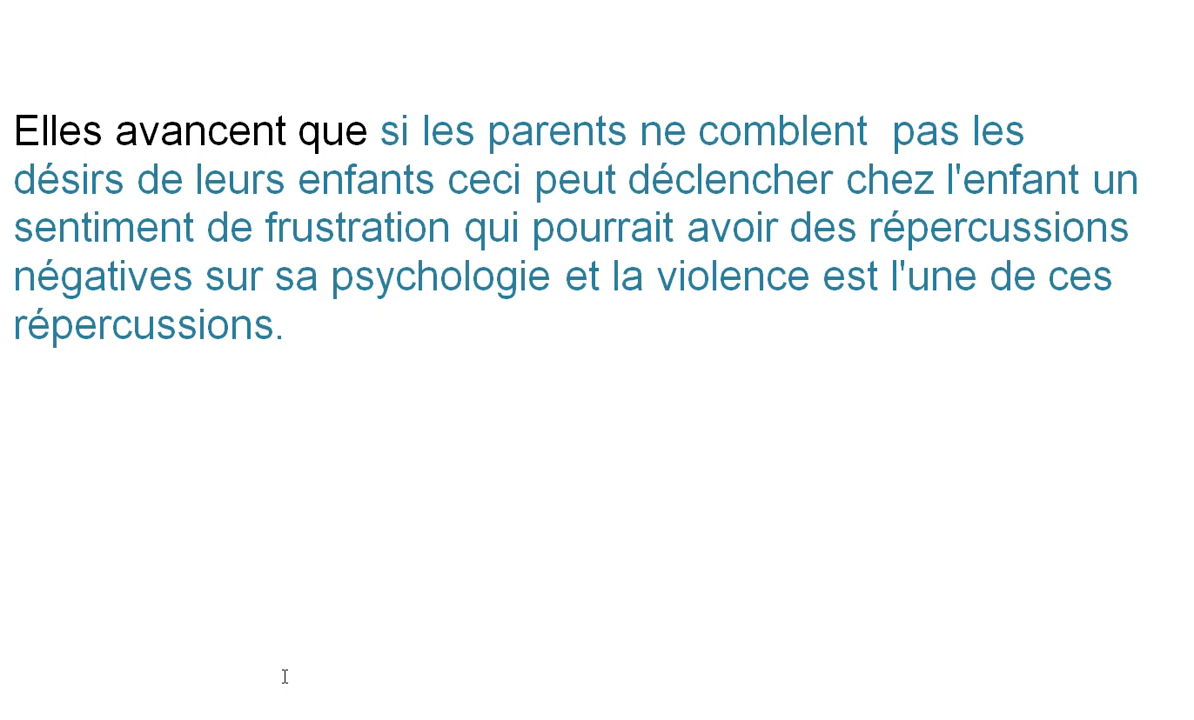 Elles avancent que si les parents ne comblent  pas les
désirs de leurs enfants ceci peut déclencher chez l'enfant un
sentiment de frustration qui pourrait avoir des répercussions
négatives sur sa psychologie et la violence est l'une de ces
répercussions.